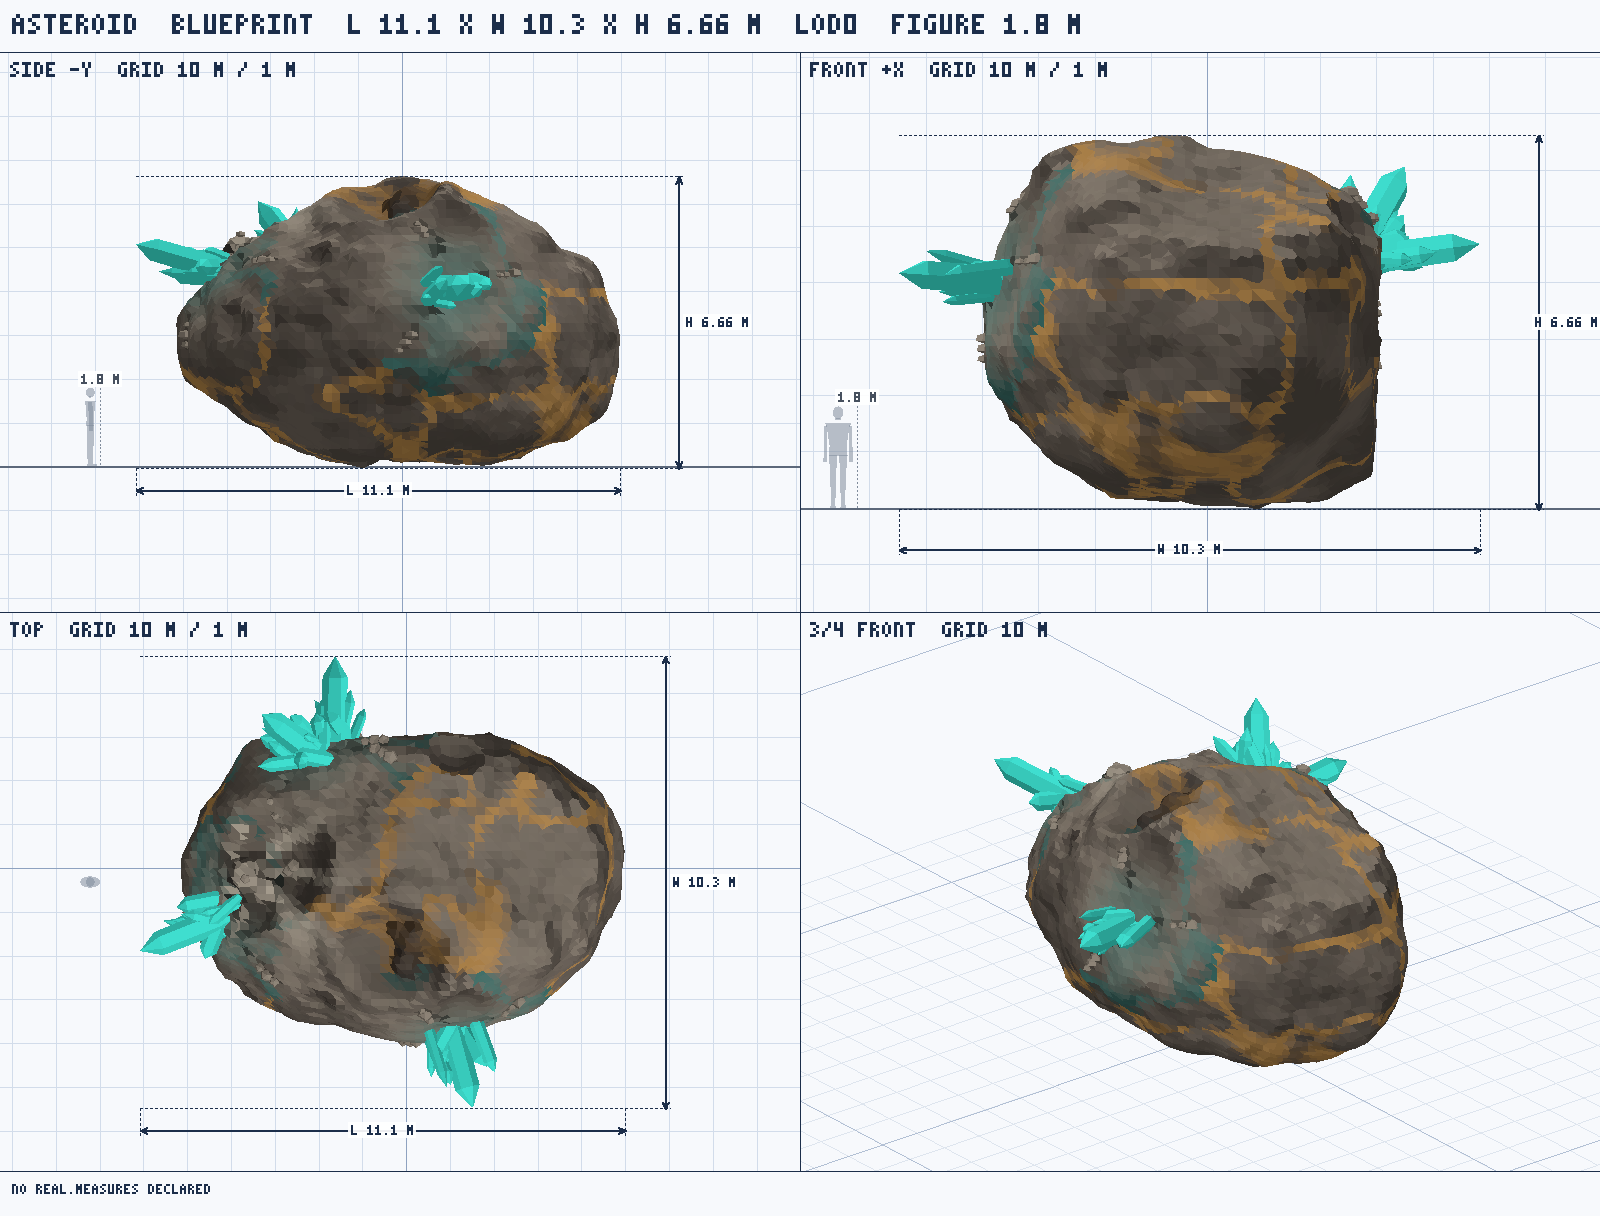 ASTEROID BLUEPRINT L 11.1 X W 10.3 X H 6.66 M LOD0 FIGURE 1.8 M
SIDE -Y GRID 10 M / 1 M
1.8 M
H 6.66 M
L 11.1 M
FRONT +X GRID 10 M / 1 M
1.8 M
H 6.66 M
W 10.3 M
TOP GRID 10 M / 1 M
W 10.3 M
L 11.1 M
3/4 FRONT GRID 10 M
NO REAL.MEASURES DECLARED